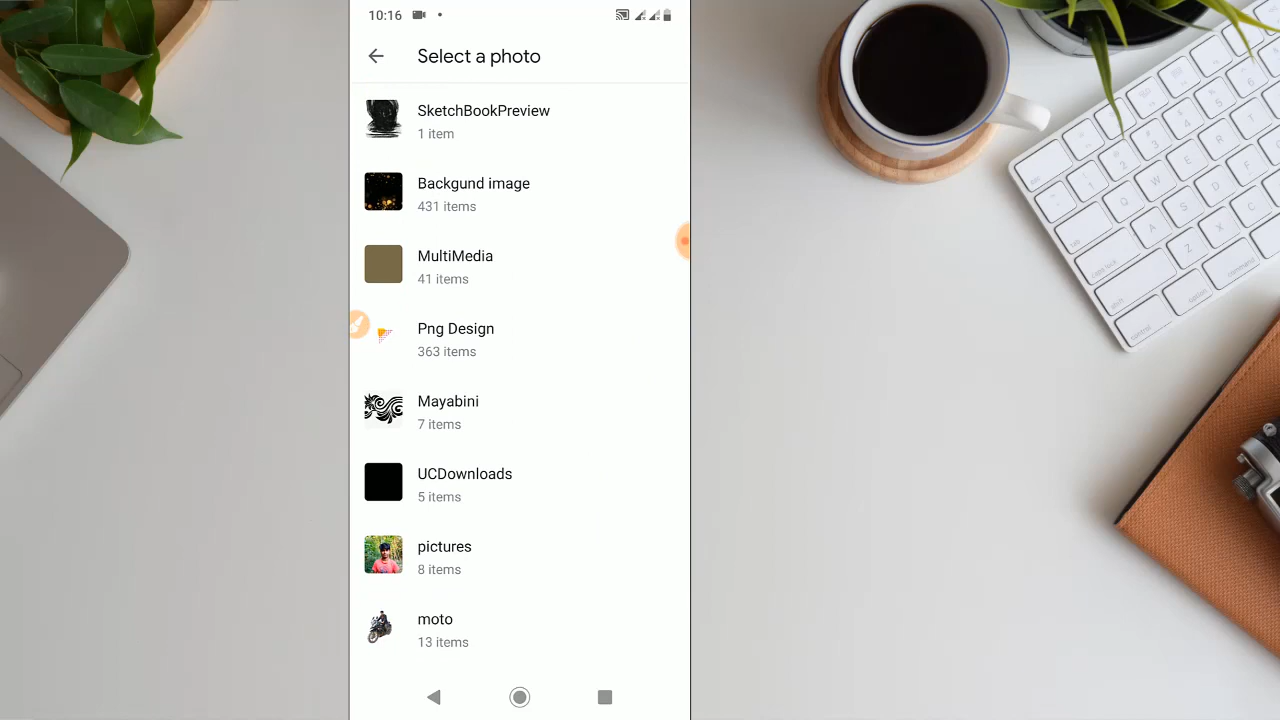 10:16
Select a photo
SketchBookPreview
1 item
Backgund image
431 items
MultiMedia
41 items
Png Design
363 items
Mayabini
7 items
UCDownloads
5 items
pictures
8 items
moto
13 items